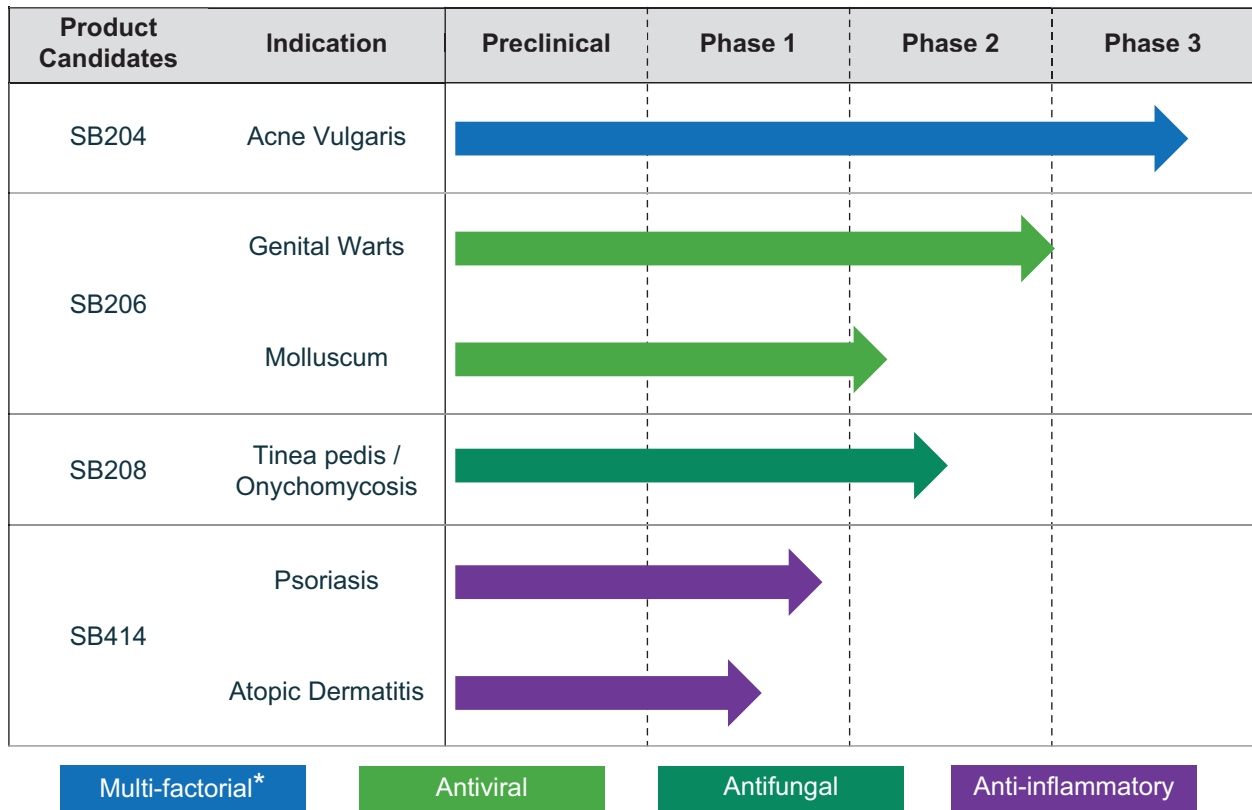 Product Candidates Indication Preclinical Phase 1 Phase 2 Phase 3
SB204 Acne Vulgaris
Genital Warts
SB206
Molluscum
SB208 Tinea pedis /
Onychomycosis
Psoriasis
SB414
Atopic Dermatitis
Multi-factorial* Antiviral Antifungal Anti-inflammatory